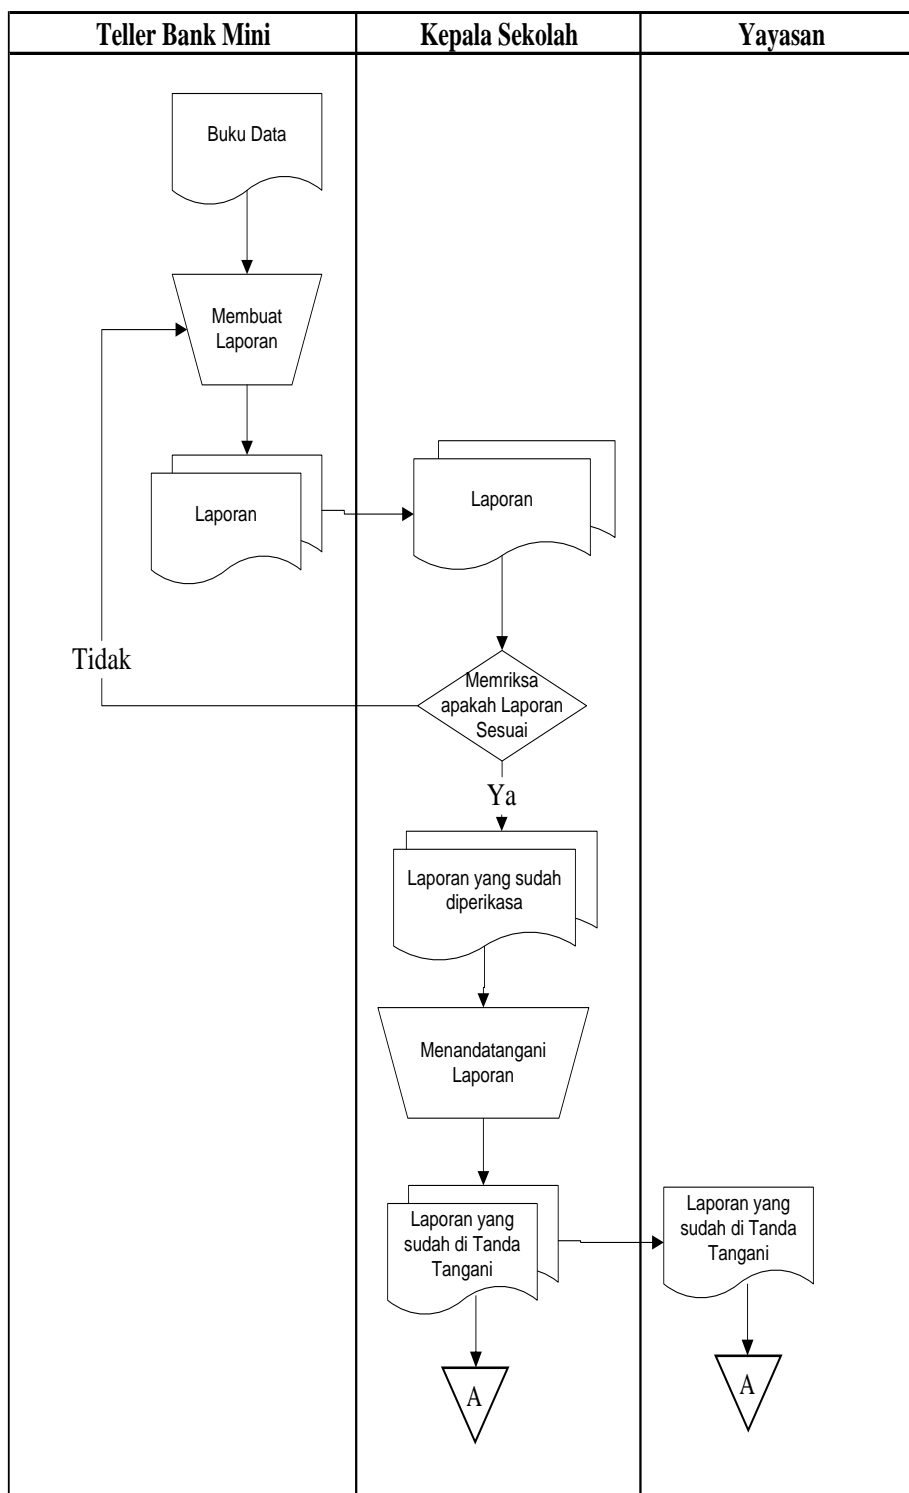 Teller Bank Mini
Kepala Sekolah
Yayasan
Buku Data
Membuat
Laporan
Laporan
Laporan
Tidak
Memriksa
apakah Laporan
Sesuai
Ya
Laporan yang sudah
diperikasa
Menandatangani
Laporan
Laporan yang
sudah di Tanda
Tangani
Laporan yang
sudah di Tanda
Tangani
A
A